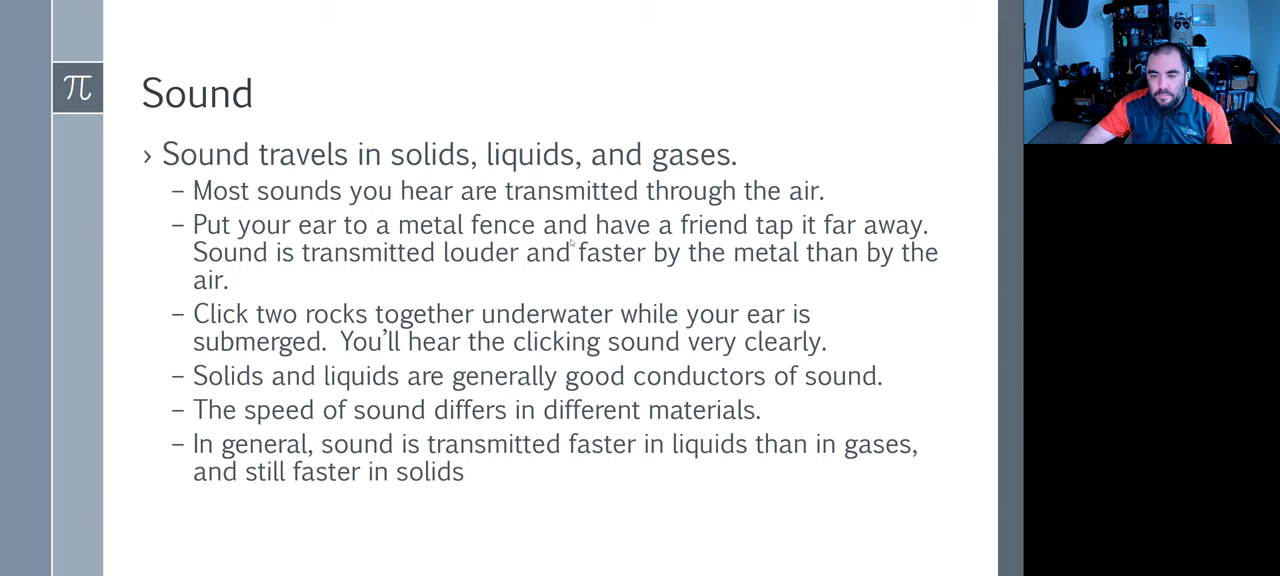 π
Sound
› Sound travels in solids, liquids, and gases.
– Most sounds you hear are transmitted through the air.
– Put your ear to a metal fence and have a friend tap it far away.
Sound is transmitted louder and faster by the metal than by the
air.
– Click two rocks together underwater while your ear is
submerged. You’ll hear the clicking sound very clearly.
– Solids and liquids are generally good conductors of sound.
– The speed of sound differs in different materials.
– In general, sound is transmitted faster in liquids than in gases,
and still faster in solids